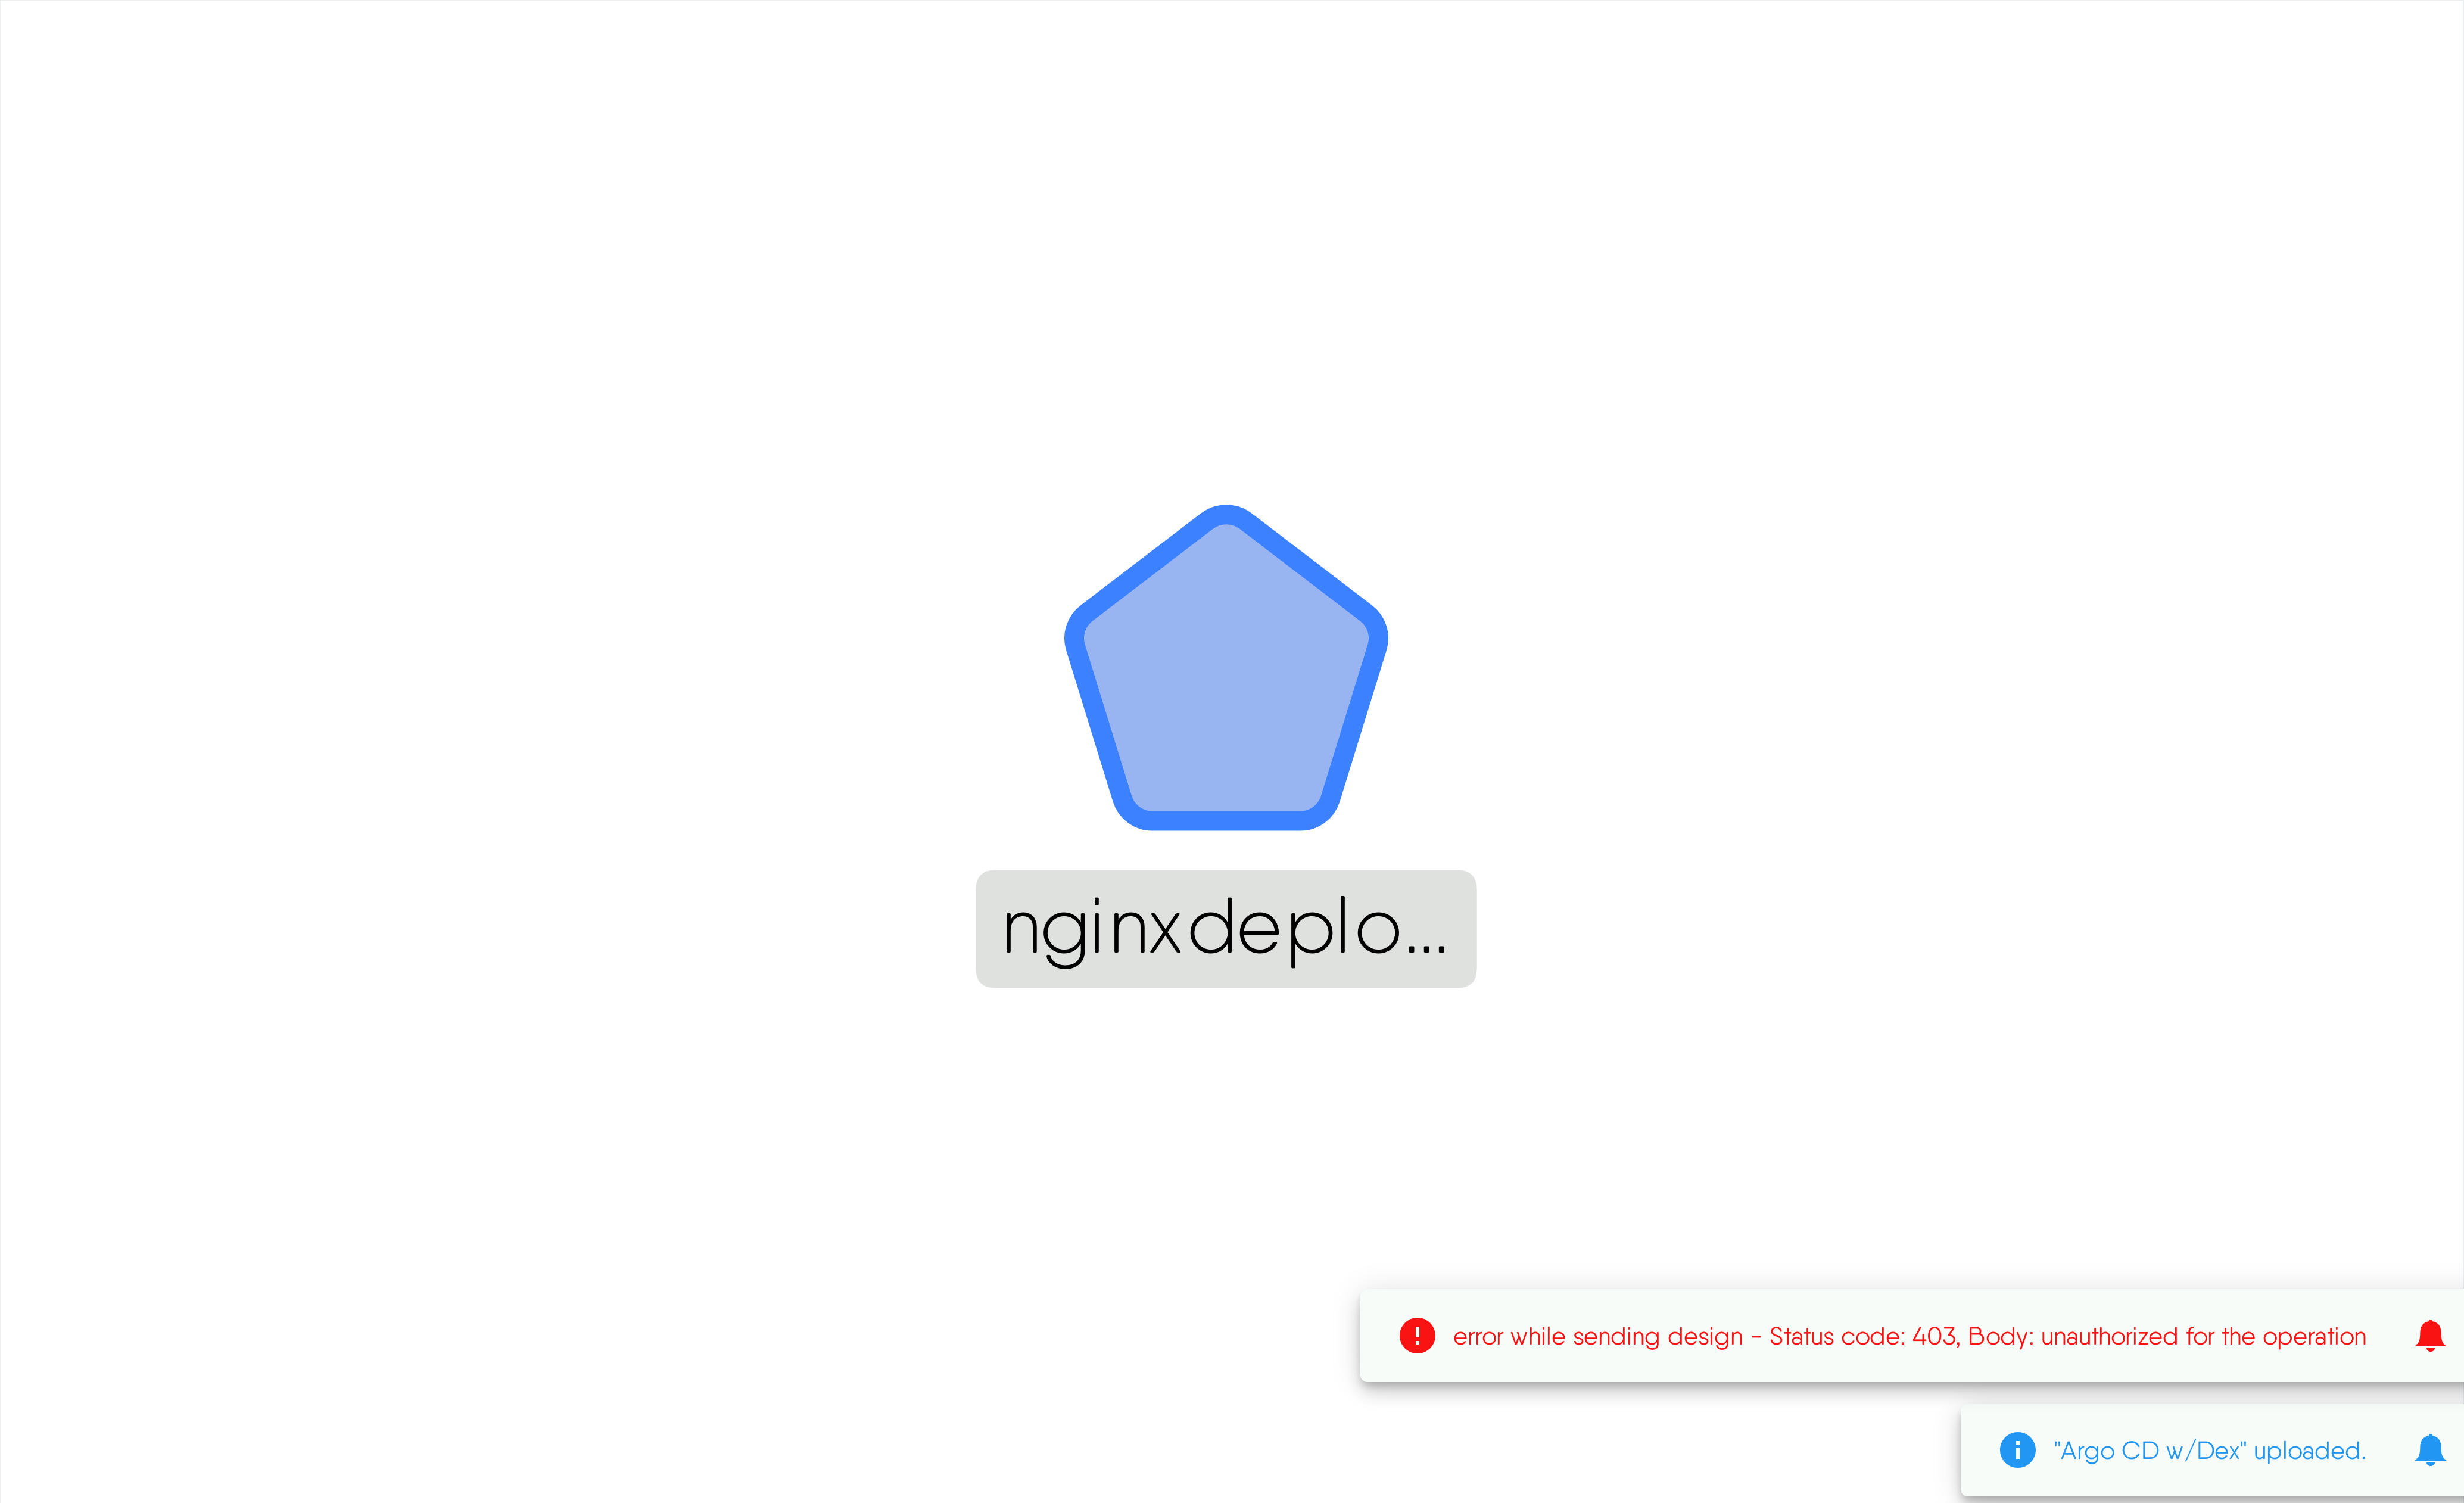 nginxdeplo...
error while sending design - Status code: 403, Body: unauthorized for the operation
"Argo CD w/Dex" uploaded.